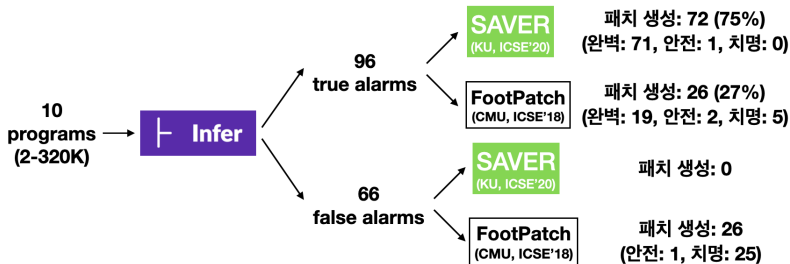 10
programs
(2-320K)
Infer
96
true alarms
66
false alarms
SAVER
(KU, ICSE'20)
패치 생성: 72 (75%)
(완벽: 71, 안전: 1, 치명: 0)
FootPatch
(CMU, ICSE'18)
패치 생성: 26 (27%)
(완벽: 19, 안전: 2, 치명: 5)
SAVER
(KU, ICSE'20)
패치 생성: 0
FootPatch
(CMU, ICSE'18)
패치 생성: 26
(안전: 1, 치명: 25)